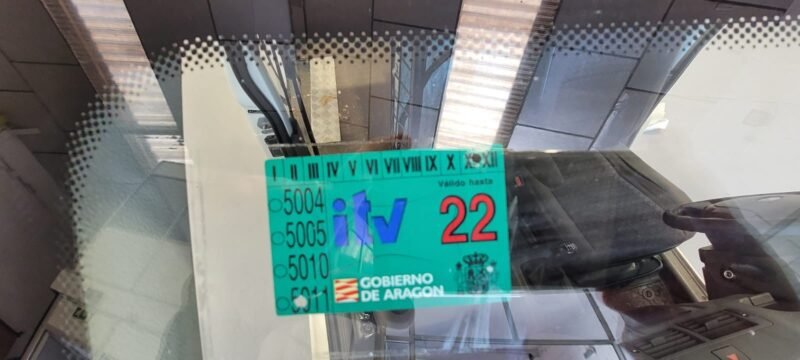 I II III IV V VI VII VIII IX X XI XII
Válido hasta
5004
5005
5010
5011
itv
22
GOBIERNO
DE ARAGON